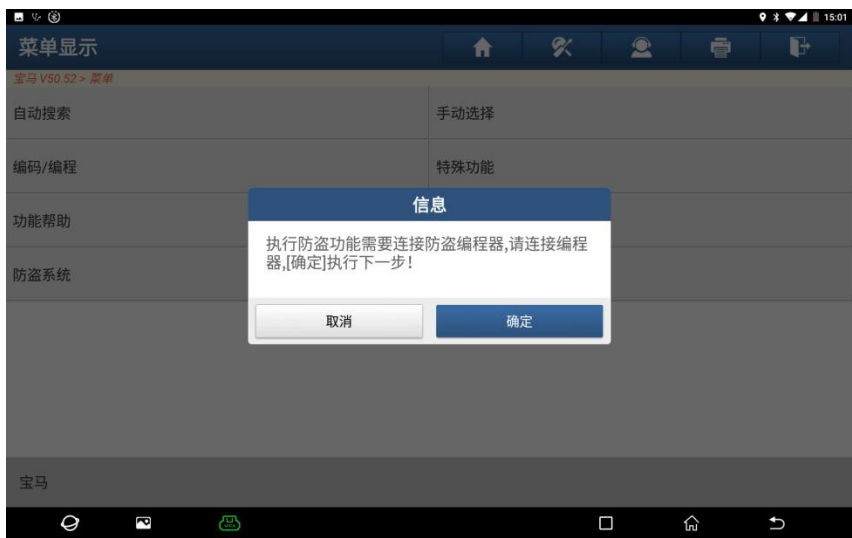 15:01
菜单显示
宝马 V50.52 > 菜单
自动搜索
手动选择
编码/编程
特殊功能
功能帮助
防盗系统
信息
执行防盗功能需要连接防盗编程
器,请连接编程
器,[确定]执行下一步！
取消
确定
宝马
VCI